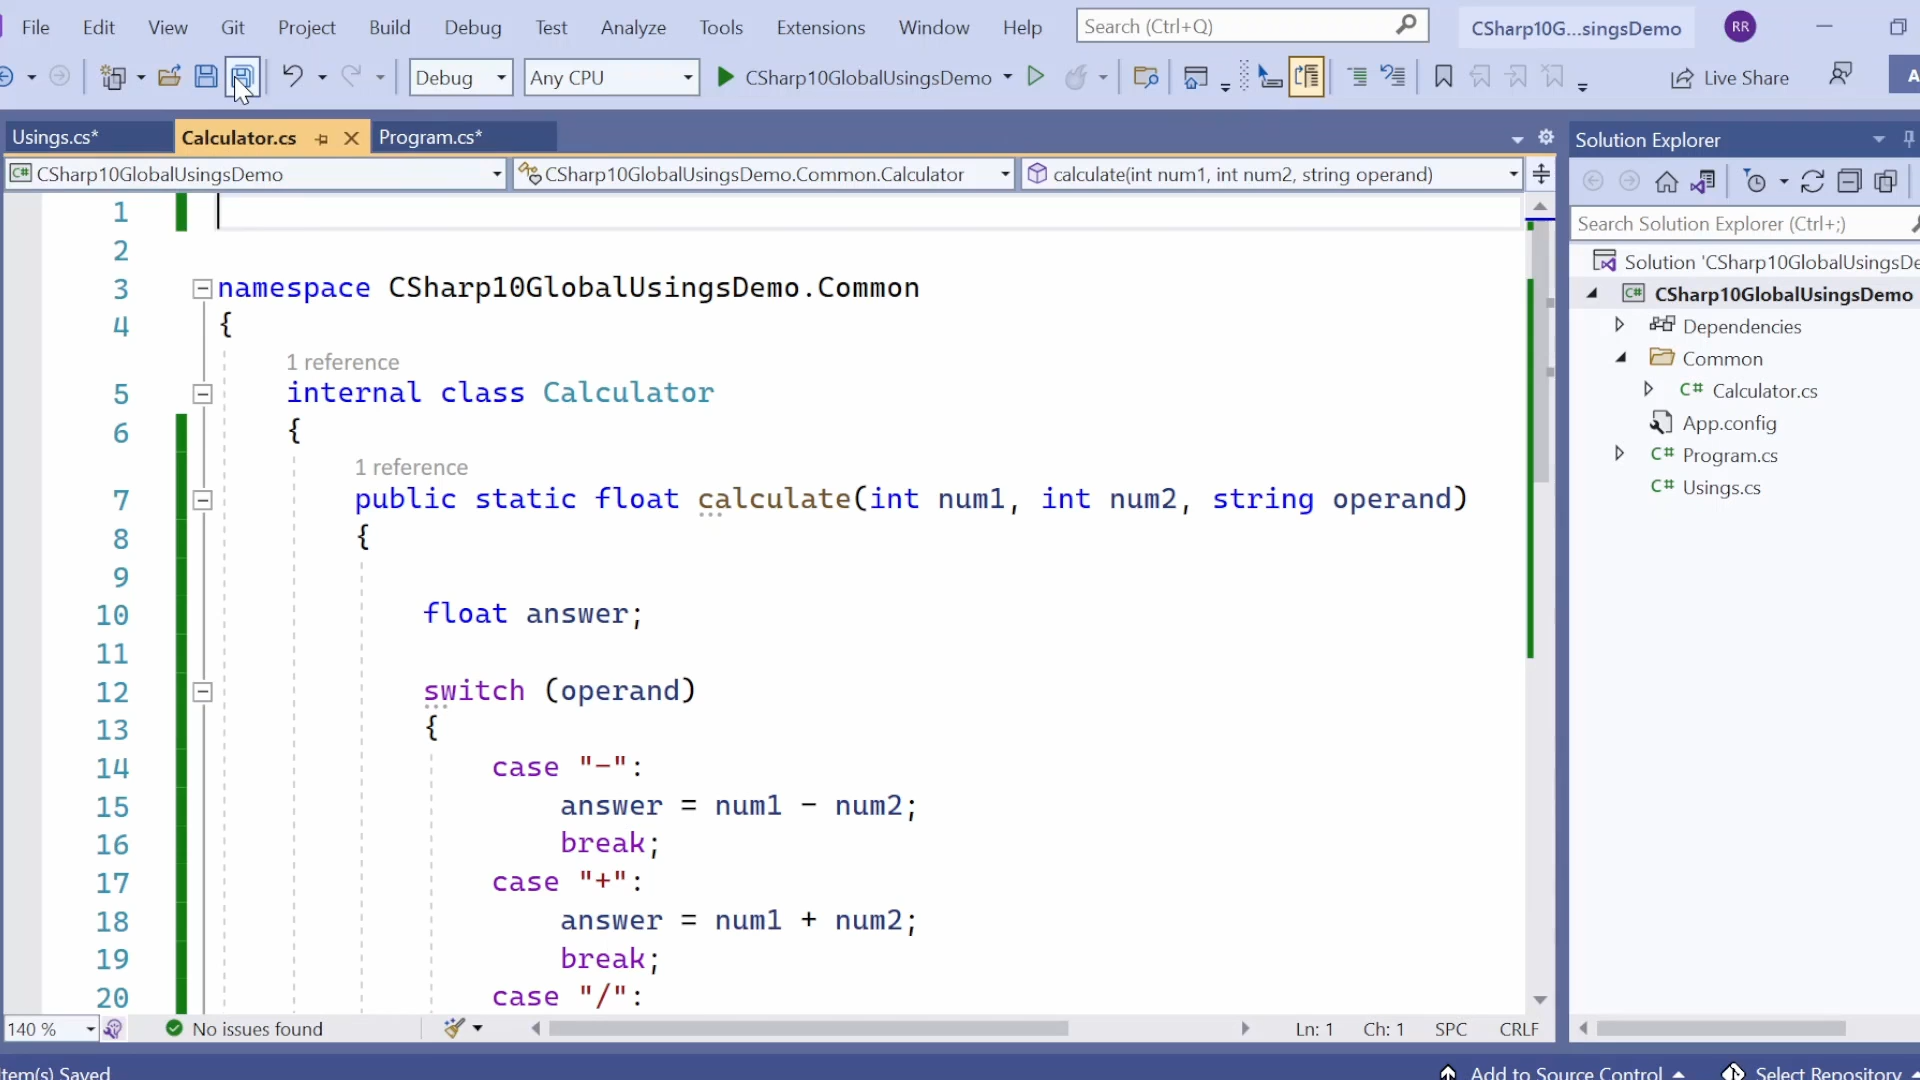 File Edit View Git Project Build Debug Test Analyze Tools Extensions Window Help Search (Ctrl+Q) CSharp10G...singsDemo RR
Debug Any CPU CSharp10GlobalUsingsDemo Live Share A
Usings.cs* Calculator.cs Program.cs*
C# CSharp10GlobalUsingsDemo CSharp10GlobalUsingsDemo.Common.Calculator calculate(int num1, int num2, string operand)
1
2
3 namespace CSharp10GlobalUsingsDemo.Common
4 {
1 reference
5 internal class Calculator
6 {
1 reference
7 public static float calculate(int num1, int num2, string operand)
8 {
9
10 float answer;
11
12 switch (operand)
13 {
14 case "-":
15 answer = num1 - num2;
16 break;
17 case "+":
18 answer = num1 + num2;
19 break;
20 case "/":
140 % No issues found Ln: 1 Ch: 1 SPC CRLF
Solution Explorer
Search Solution Explorer (Ctrl+;)
Solution 'CSharp10GlobalUsingsDe
C# CSharp10GlobalUsingsDemo
Dependencies
Common
C# Calculator.cs
App.config
C# Program.cs
C# Usings.cs
tem(s) Saved Add to Source Control Select Repository